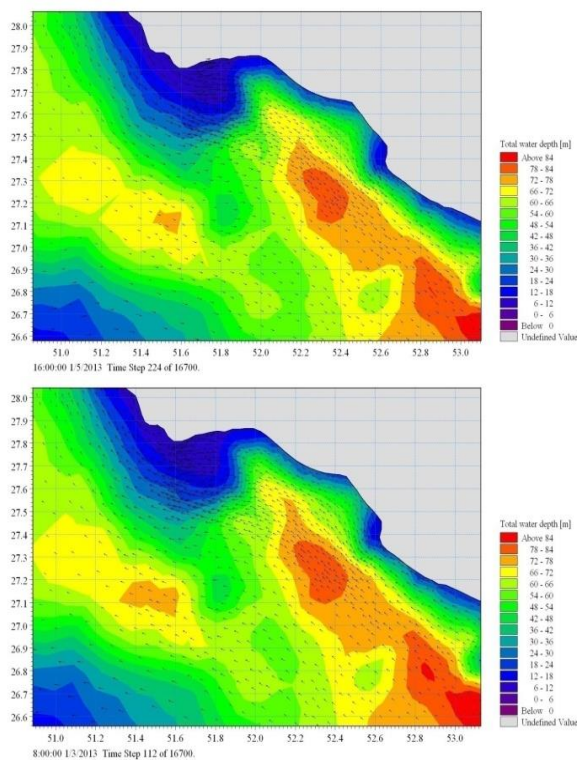 28.0
27.9
27.8
27.7
27.6
27.5
27.4
27.3
27.2
27.1
27.0
26.9
26.8
26.7
26.6
51.0 51.2 51.4 51.6 51.8 52.0 52.2 52.4 52.6 52.8 53.0
16:00:00 1/5/2013 Time Step 224 of 16700.
Total water depth [m]
Above 84
78 - 84
72 - 78
66 - 72
60 - 66
54 - 60
48 - 54
42 - 48
36 - 42
30 - 36
24 - 30
18 - 24
12 - 18
6 - 12
0 - 6
Below 0
Undefined Value
28.0
27.9
27.8
27.7
27.6
27.5
27.4
27.3
27.2
27.1
27.0
26.9
26.8
26.7
26.6
51.0 51.2 51.4 51.6 51.8 52.0 52.2 52.4 52.6 52.8 53.0
8:00:00 1/3/2013 Time Step 112 of 16700.
Total water depth [m]
Above 84
78 - 84
72 - 78
66 - 72
60 - 66
54 - 60
48 - 54
42 - 48
36 - 42
30 - 36
24 - 30
18 - 24
12 - 18
6 - 12
0 - 6
Below 0
Undefined Value